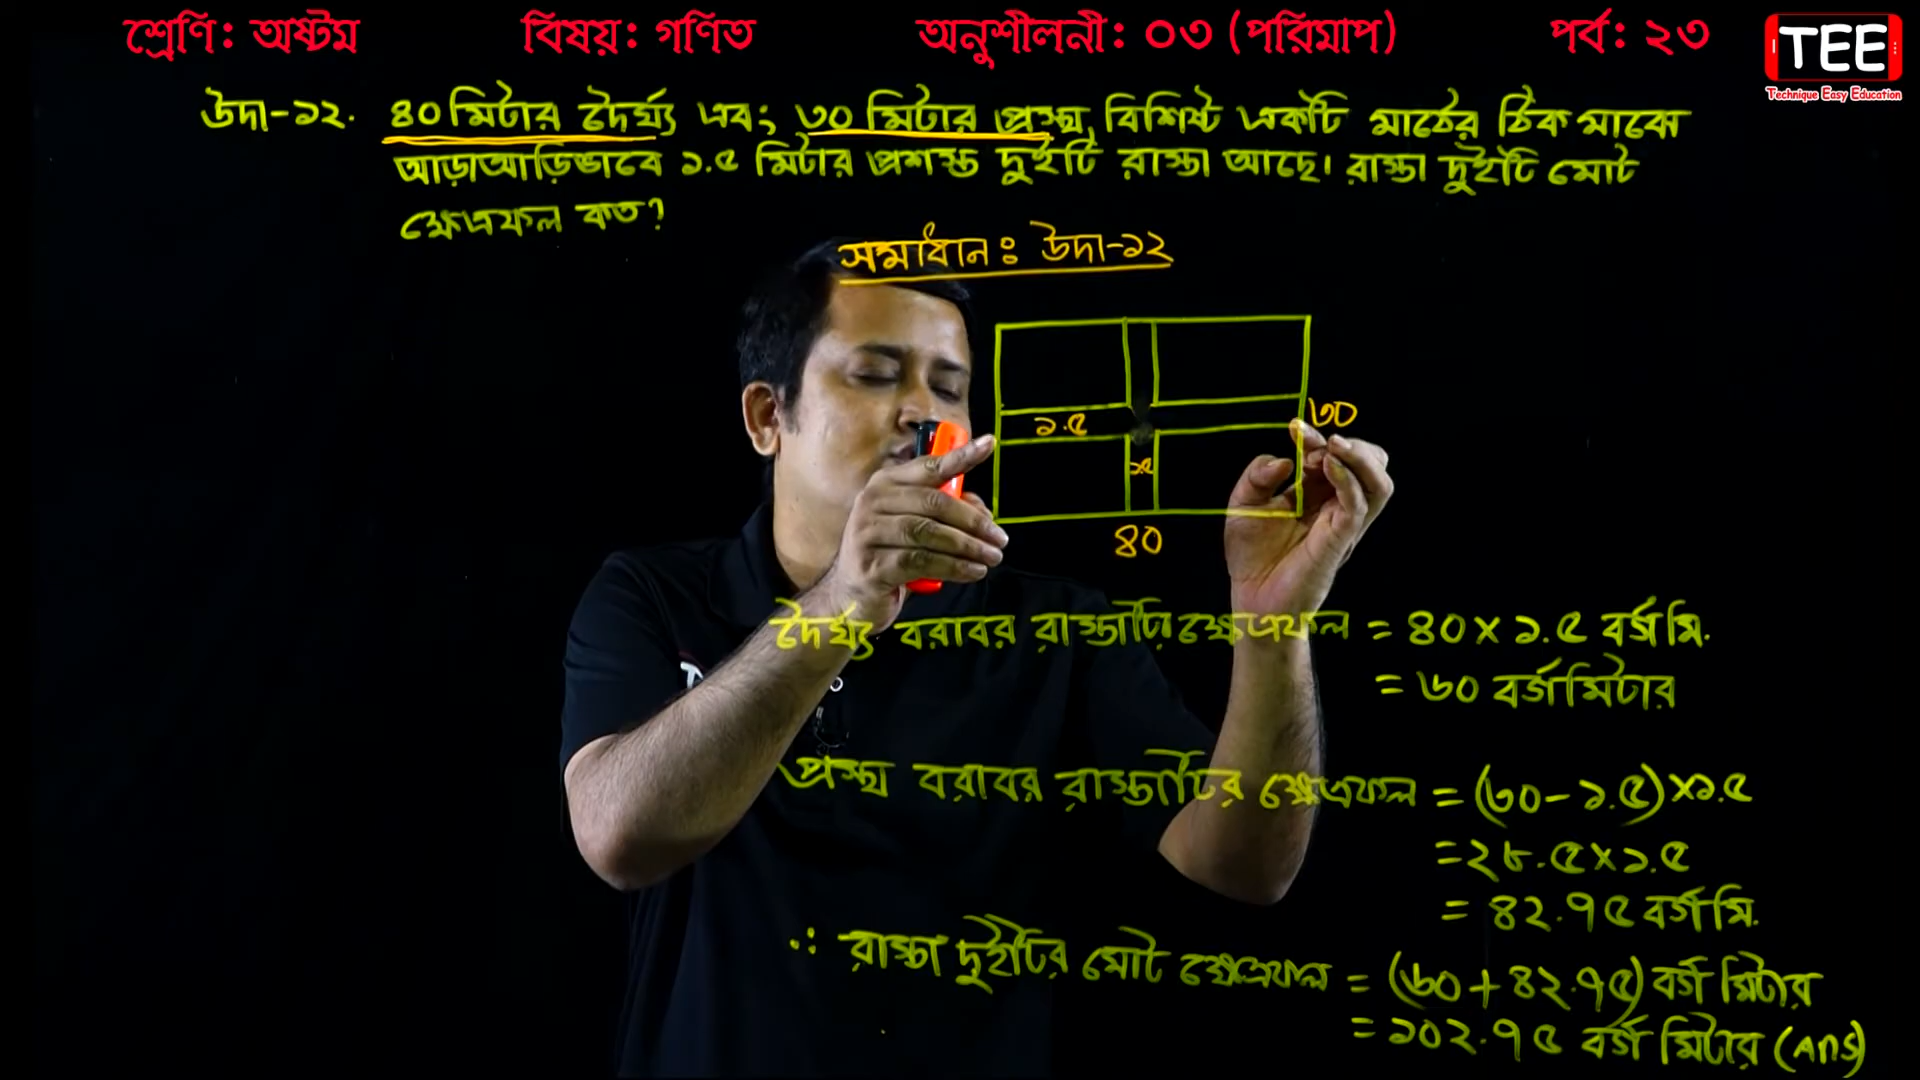 শ্রেণি: অষ্টম বিষয়: গণিত অনুশীলনী: ০৩ (পরিমাপ) পর্ব: ২৩
TEE
Technique Easy Education
উদা-১২. ৪০ মিটার দৈর্ঘ্য এবং ৩০ মিটার প্রস্থ বিশিষ্ট একটি মাঠের ঠিক মাঝে
আড়াআড়িভাবে ১.৫ মিটার প্রশস্ত দুইটি রাস্তা আছে। রাস্তা দুইটি মোট
ক্ষেত্রফল কত?
সমাধান: উদা-১২
৩০
১.৫
১.৫
৪০
দৈর্ঘ্য বরাবর রাস্তাটির ক্ষেত্রফল = ৪০ × ১.৫ বর্গ মি.
= ৬০ বর্গমিটার
প্রস্থ বরাবর রাস্তাটির ক্ষেত্রফল = (৩০ - ১.৫) × ১.৫
= ২৮.৫ × ১.৫
= ৪২.৭৫ বর্গ মি.
∴ রাস্তা দুইটির মোট ক্ষেত্রফল = (৬০ + ৪২.৭৫) বর্গ মিটার
= ১০২.৭৫ বর্গ মিটার (Ans)